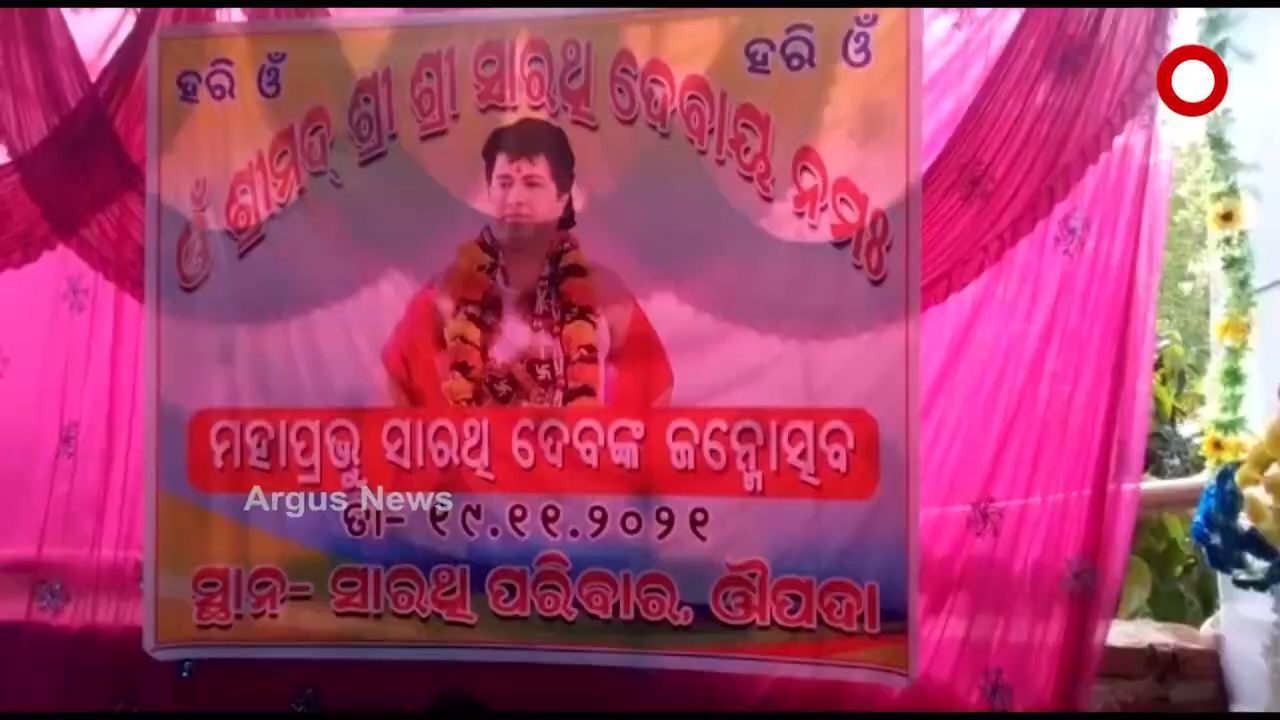 ହରି ଓଁ
ହରି ଓଁ
ଓଁ ଶ୍ରୀମଦ୍ ଶ୍ରୀ ଶ୍ରୀ ସାରଥି ଦେବାୟ ନମଃ
ମହାପ୍ରଭୁ ସାରଥି ଦେବଙ୍କ ଜନ୍ମୋତ୍ସବ
Argus News
ତା- ୧୯.୧୧.୨୦୨୧
ସ୍ଥାନ- ସାରଥି ପରିବାର, ଔପଦା